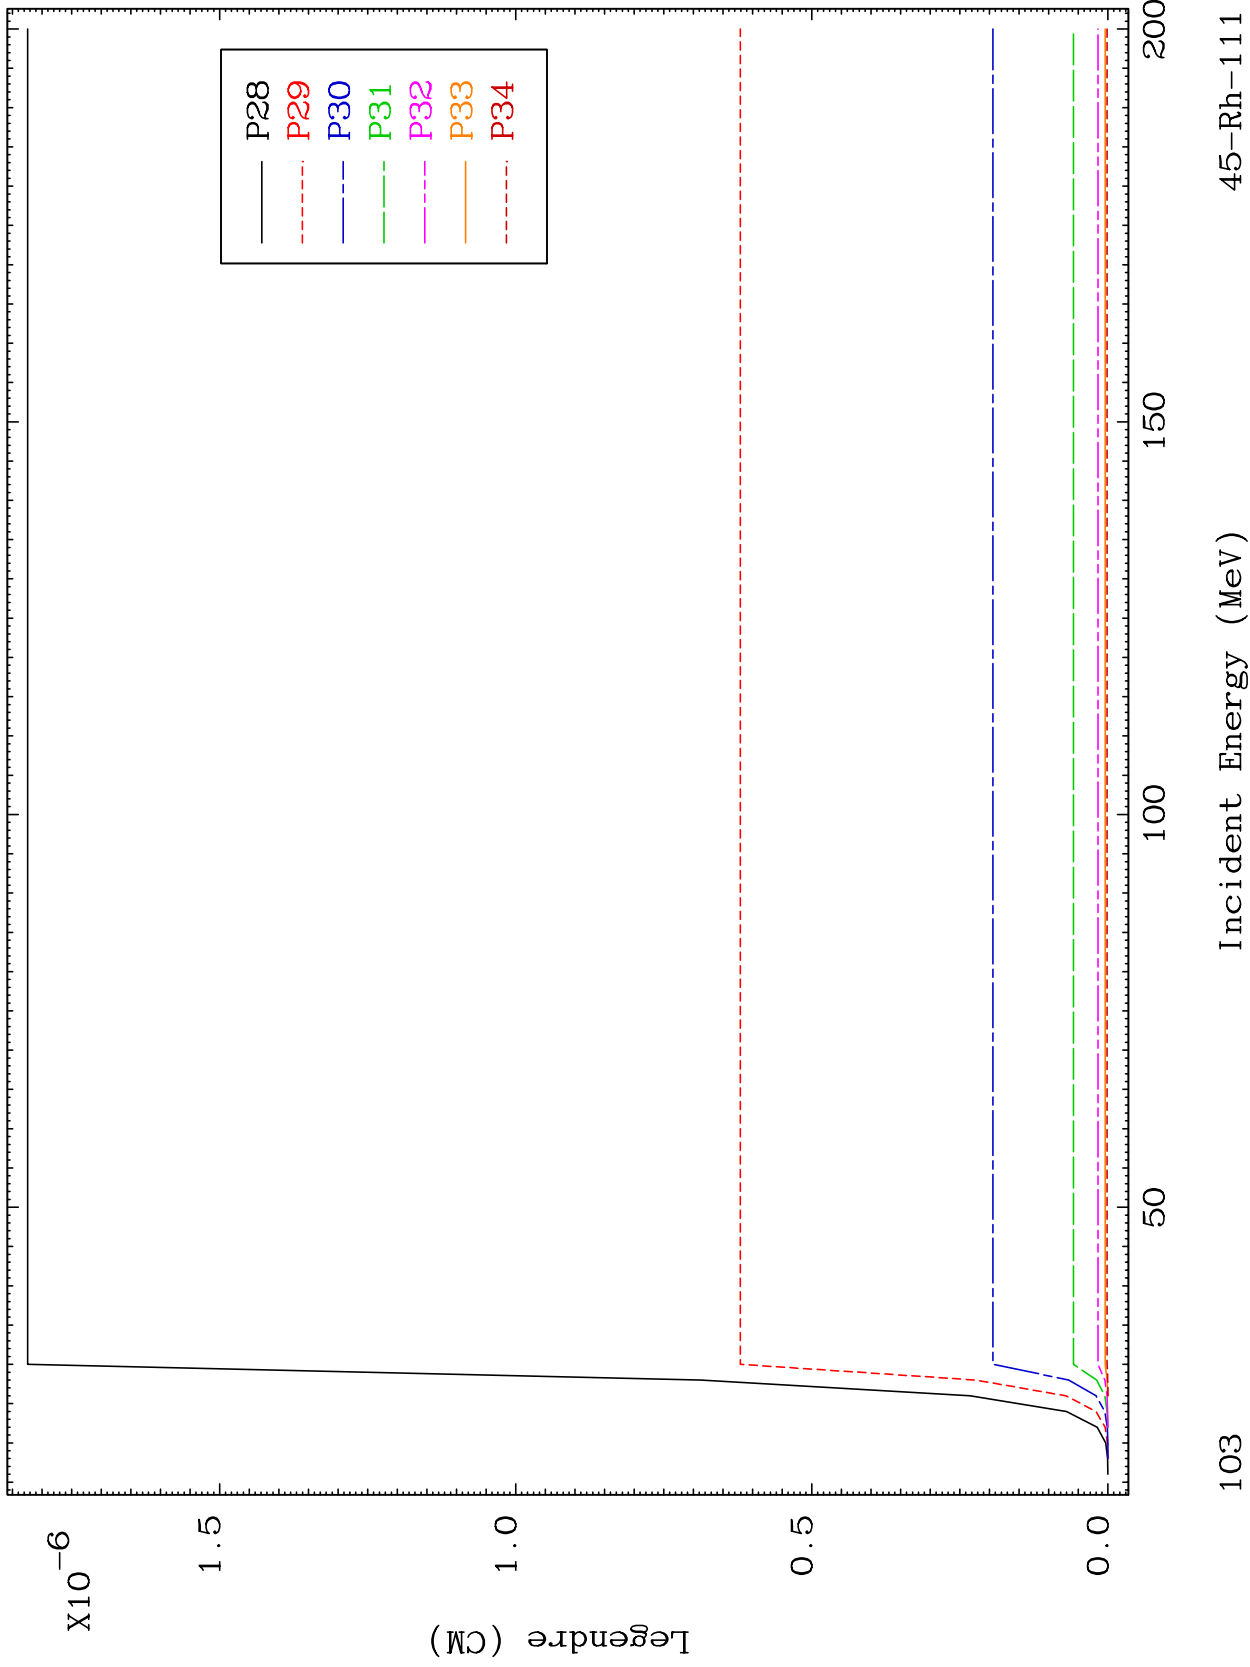 X10-6
1.5
1.0
0.5
0.0
Legendre (CM)
P28
P29
P30
P31
P32
P33
P34
50
100
150
200
Incident Energy (MeV)
103
45-Rh-111